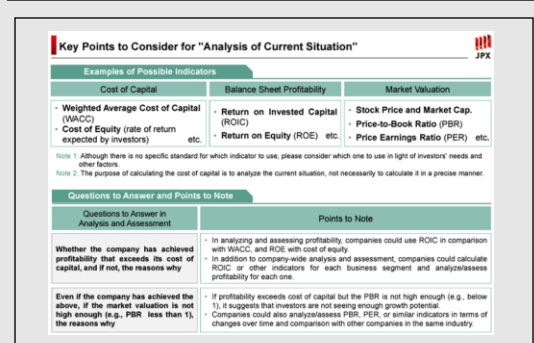 Key Points to Consider for "Analysis of Current Situation"
JPX
Examples of Possible Indicators
Cost of Capital
Balance Sheet Profitability
Market Valuation
・ Weighted Average Cost of Capital
(WACC)
・ Cost of Equity (rate of return
expected by investors) etc.
・ Return on Invested Capital
(ROIC)
・ Return on Equity (ROE) etc.
・ Stock Price and Market Cap.
・ Price-to-Book Ratio (PBR)
・ Price Earnings Ratio (PER) etc.
Note 1: Although there is no specific standard for which indicator to use, please consider which one to use in light of investors' needs and
other factors.
Note 2: The purpose of calculating the cost of capital is to analyze the current situation, not necessarily to calculate it in a precise manner.
Questions to Answer and Points to Note
Questions to Answer in
Analysis and Assessment
Points to Note
Whether the company has achieved
profitability that exceeds its cost of
capital, and if not, the reasons why
・ In analyzing and assessing profitability, companies could use ROIC in comparison
with WACC, and ROE with cost of equity.
・ In addition to company-wide analysis and assessment, companies could calculate
ROIC or other indicators for each business segment and analyze/assess
profitability for each one.
Even if the company has achieved the
above, if the market valuation is not
high enough (e.g., PBR less than 1),
the reasons why
・ If profitability exceeds cost of capital but the PBR is not high enough (e.g., below
1), it suggests that investors are not seeing enough growth potential.
・ Companies could also analyze/assess PBR, PER, or similar indicators in terms of
changes over time and comparison with other companies in the same industry.